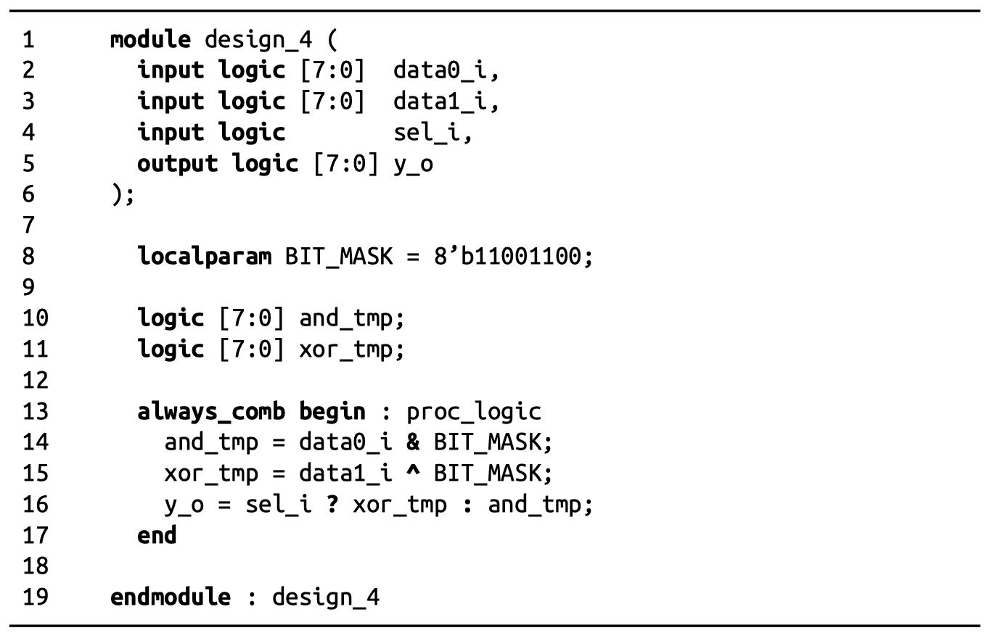 1 module design_4 (
2 input logic [7:0] data0_i,
3 input logic [7:0] data1_i,
4 input logic sel_i,
5 output logic [7:0] y_o
6 );
7
8 localparam BIT_MASK = 8’b11001100;
9
10 logic [7:0] and_tmp;
11 logic [7:0] xor_tmp;
12
13 always_comb begin : proc_logic
14 and_tmp = data0_i & BIT_MASK;
15 xor_tmp = data1_i ^ BIT_MASK;
16 y_o = sel_i ? xor_tmp : and_tmp;
17 end
18
19 endmodule : design_4